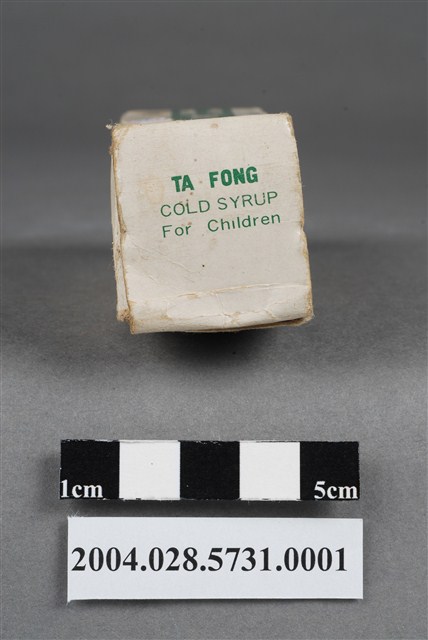 TA FONG
COLD SYRUP
For Children
1cm 5cm
2004.028.5731.0001